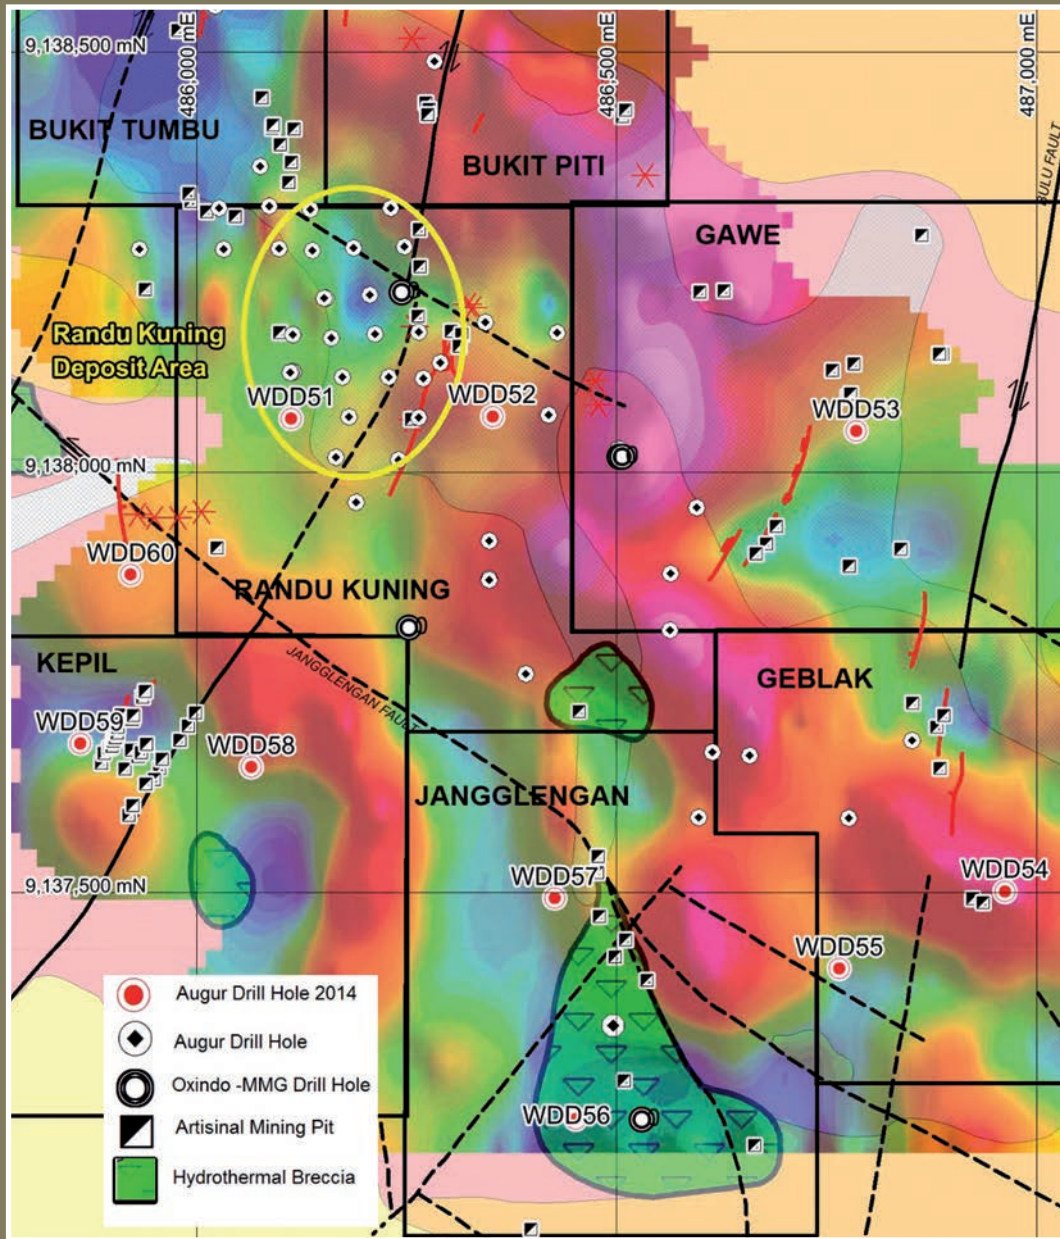 9,138,500 mN
486,000 mE
486,500 mE
487,000 mE
BUKIT TUMBU
BUKIT PITI
BULU FAULT
GAWE
Randu Kuning
Deposit Area
WDD51
WDD52
WDD53
9,138,000 mN
WDD60
RANDU KUNING
KEPIL
JANGGLENGAN FAULT
GEBLAK
WDD59
WDD58
JANGGLENGAN
9,137,500 mN
WDD57
WDD54
WDD55
WDD56
Augur Drill Hole 2014
Augur Drill Hole
Oxindo -MMG Drill Hole
Artisinal Mining Pit
Hydrothermal Breccia